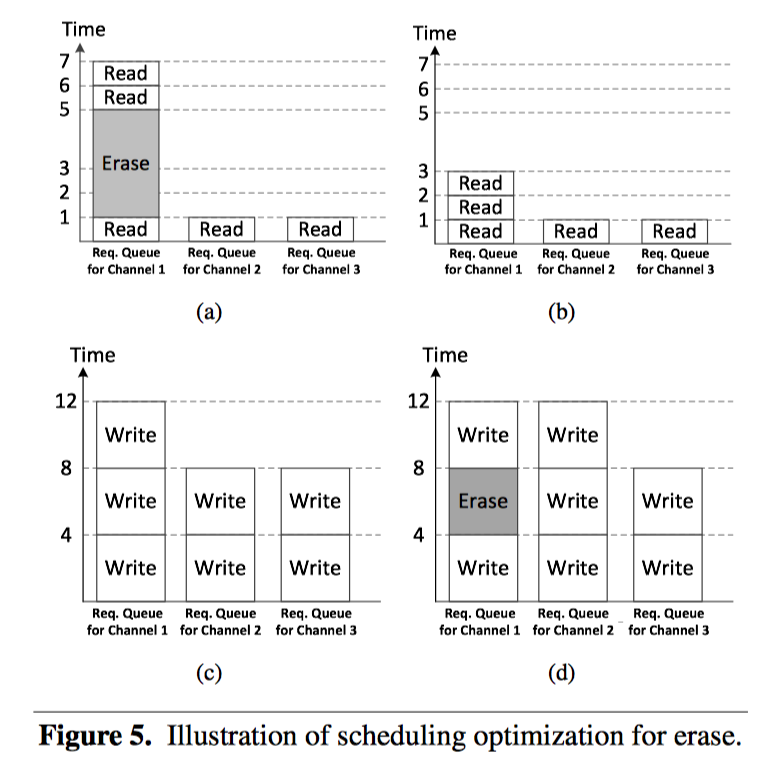 Time
7
6
5
3
2
1
Read
Read
Erase
Read
Read
Read
Req. Queue for Channel 1
Req. Queue for Channel 2
Req. Queue for Channel 3
(a)
Time
7
6
5
3
2
1
Read
Read
Read
Read
Read
Req. Queue for Channel 1
Req. Queue for Channel 2
Req. Queue for Channel 3
(b)
Time
12
8
4
Write
Write
Write
Write
Write
Write
Write
Req. Queue for Channel 1
Req. Queue for Channel 2
Req. Queue for Channel 3
(c)
Time
12
8
4
Write
Write
Erase
Write
Write
Write
Write
Write
Req. Queue for Channel 1
Req. Queue for Channel 2
Req. Queue for Channel 3
(d)
Figure 5. Illustration of scheduling optimization for erase.